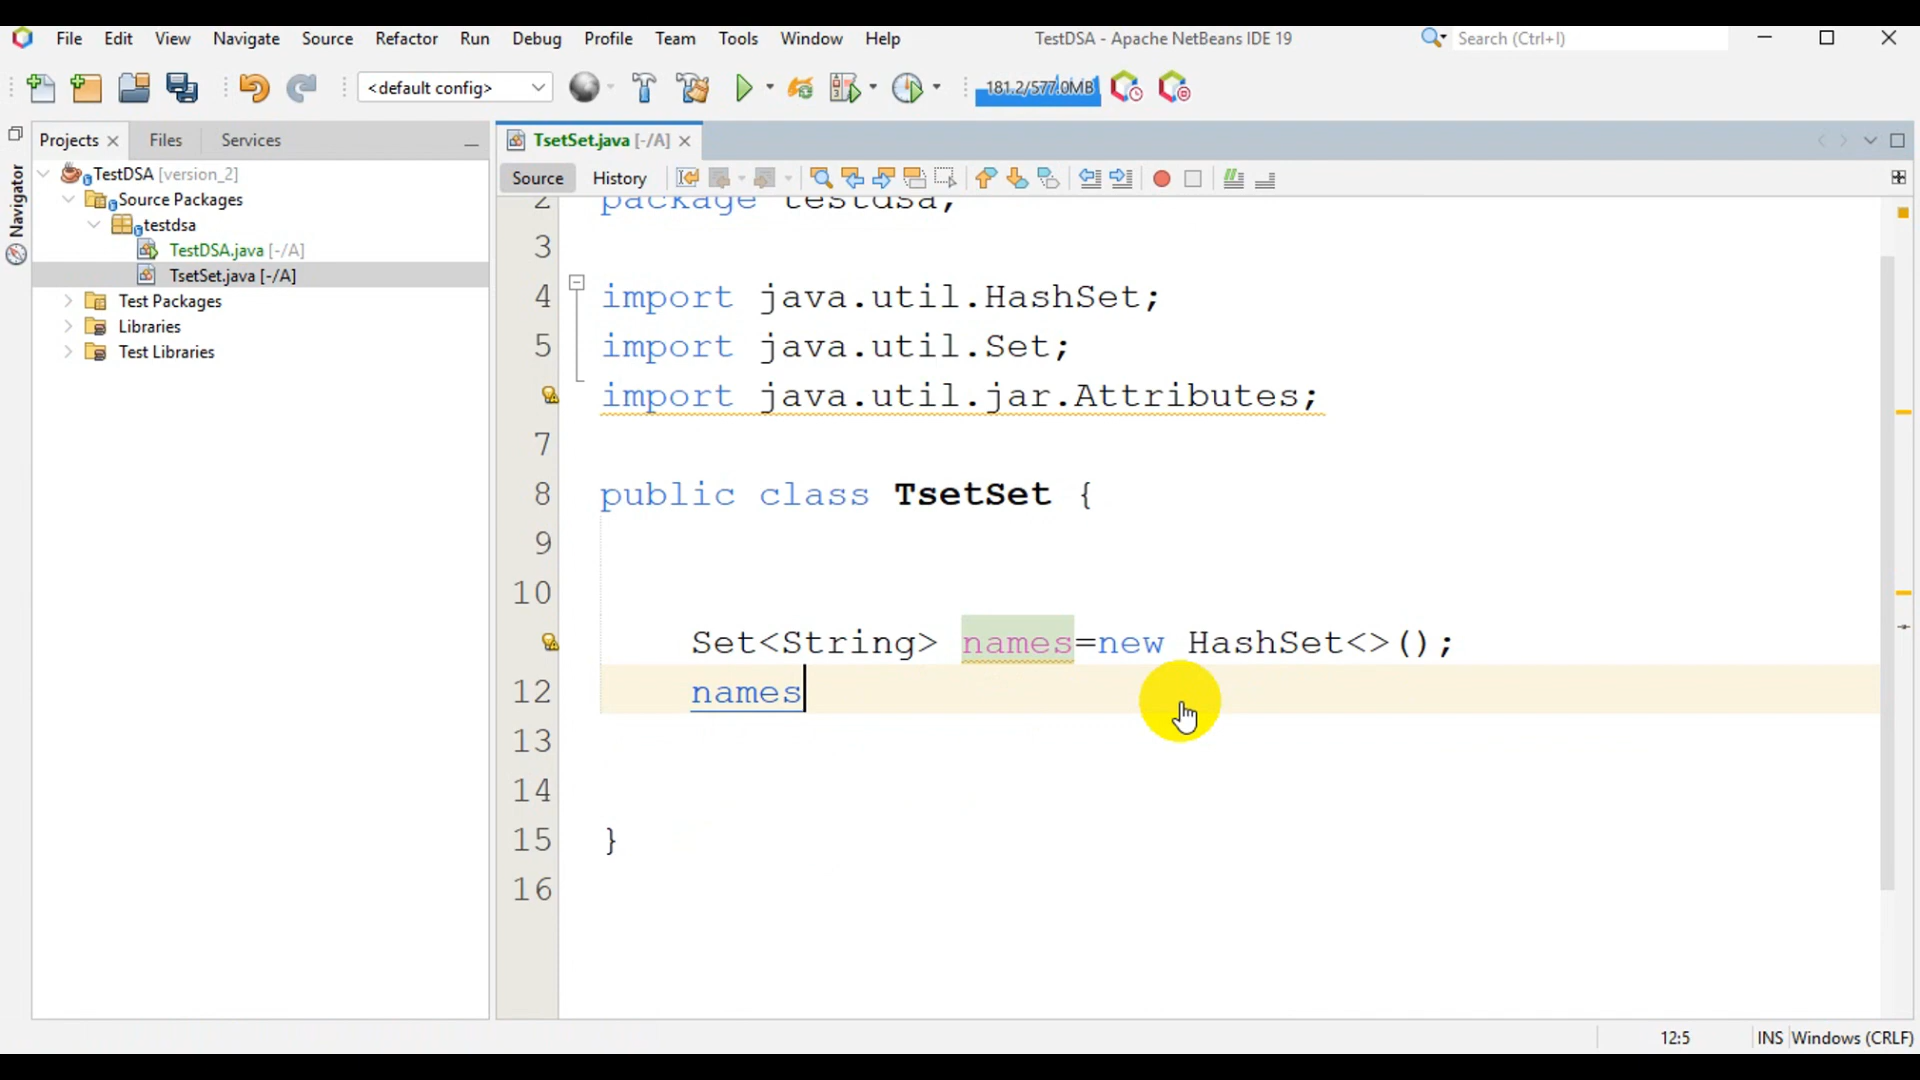 File Edit View Navigate Source Refactor Run Debug Profile Team Tools Window Help TestDSA - Apache NetBeans IDE 19 Search (Ctrl+I)
<default config> 181.2/577.0MB
Projects Files Services
TsetSet.java [-/A]
Navigator
TestDSA [version_2]
Source Packages
testdsa
TestDSA.java [-/A]
TsetSet.java [-/A]
Test Packages
Libraries
Test Libraries
Source History
2 package testdsa;
3
4 import java.util.HashSet;
5 import java.util.Set;
import java.util.jar.Attributes;
7
8 public class TsetSet {
9
10
Set<String> names=new HashSet<>();
12 names
13
14
15 }
16
12:5 INS Windows (CRLF)